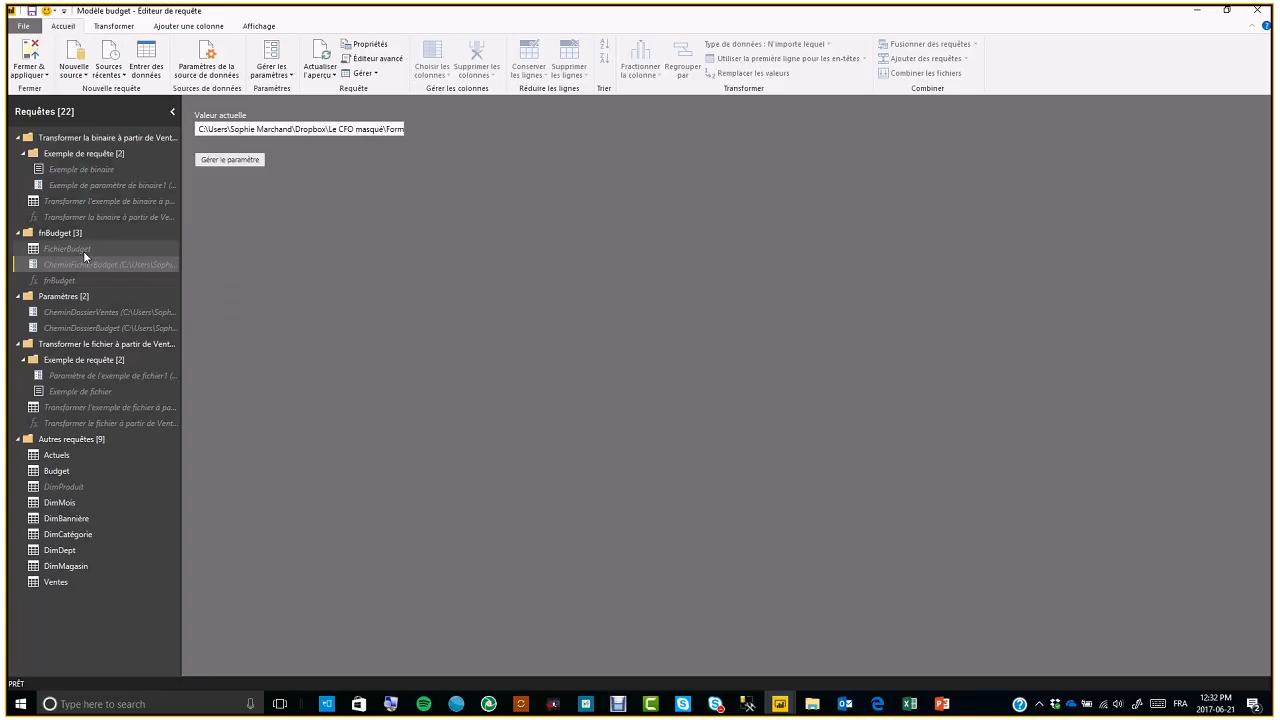 Modèle budget - Éditeur de requête
File Accueil Transformer Ajouter une colonne Affichage
Fermer & appliquer
Nouvelle source
Sources récentes
Entrer des données
Paramètres de la source de données
Gérer les paramètres
Actualiser l'aperçu
Propriétés
Éditeur avancé
Gérer
Choisir les colonnes
Supprimer les colonnes
Conserver les lignes
Supprimer les lignes
Fractionner la colonne
Regrouper par
Type de données : N'importe lequel
Utiliser la première ligne pour les en-têtes
Remplacer les valeurs
Fusionner des requêtes
Ajouter des requêtes
Combiner les fichiers
Fermer Nouvelle requête Sources de données Paramètres Requête Gérer les colonnes Réduire les lignes Trier Transformer Combiner
Requêtes [22]
Transformer la binaire à partir de Vent...
Exemple de requête [2]
Exemple de binaire
Exemple de paramètre de binaire1 (...
Transformer l'exemple de binaire à p...
Transformer la binaire à partir de Ve...
fnBudget [3]
FichierBudget
CheminFichierBudget (C:\Users\Sophi...
fnBudget
Paramètres [2]
CheminDossierVentes (C:\Users\Soph...
CheminDossierBudget (C:\Users\Soph...
Transformer le fichier à partir de Vent...
Exemple de requête [2]
Paramètre de l'exemple de fichier1 (...
Exemple de fichier
Transformer l'exemple de fichier à pa...
Transformer le fichier à partir de Vent...
Autres requêtes [9]
Actuels
Budget
DimProduit
DimMois
DimBannière
DimCatégorie
DimDept
DimMagasin
Ventes
Valeur actuelle
C:\Users\Sophie Marchand\Dropbox\Le CFO masqué\Form
Gérer le paramètre
PRÊT
Type here to search
FR
12:32 PM
2017-06-21